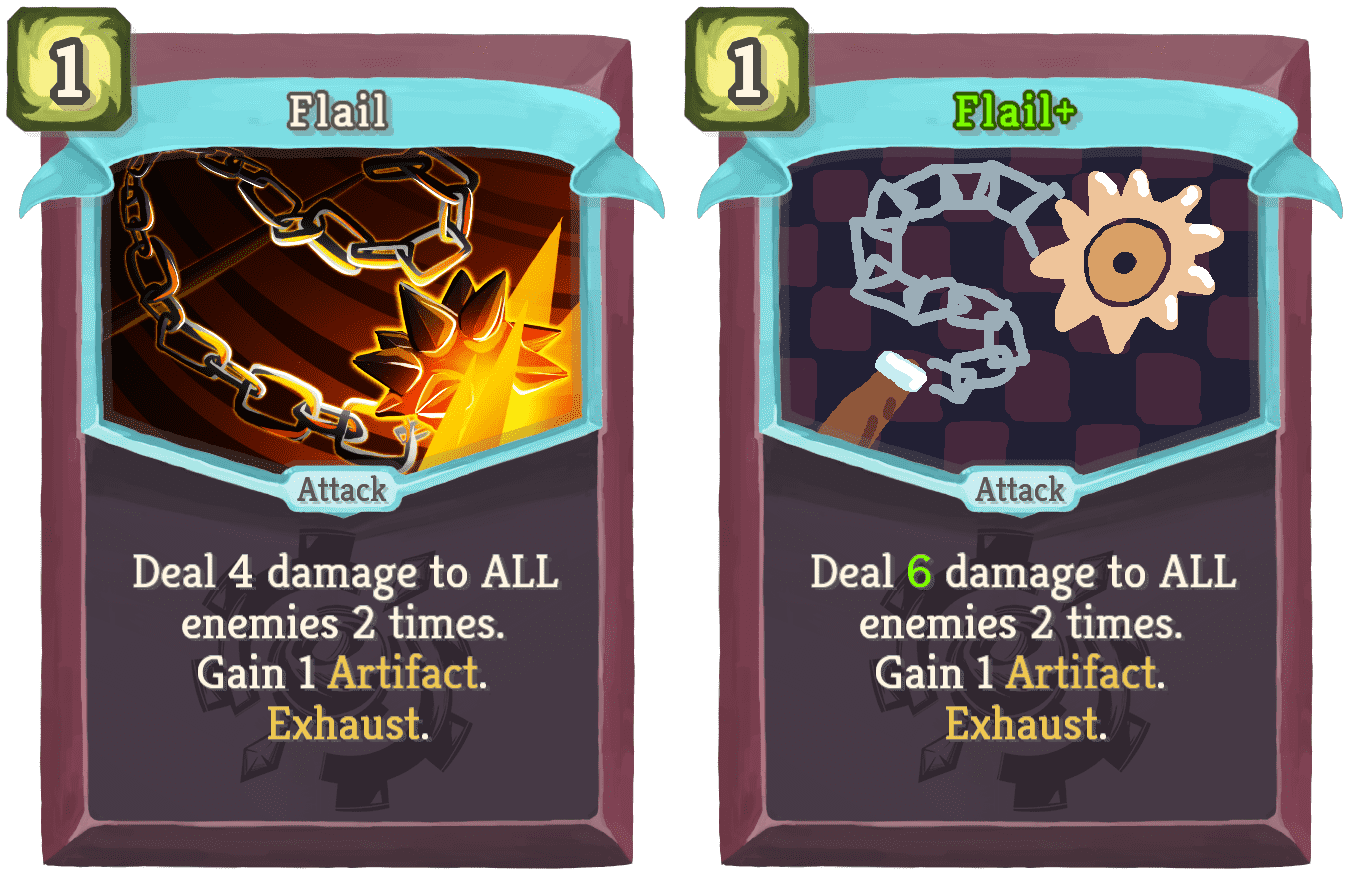 1
Flail
Attack
Deal 4 damage to ALL
enemies 2 times.
Gain 1 Artifact.
Exhaust.
1
Flail+
Attack
Deal 6 damage to ALL
enemies 2 times.
Gain 1 Artifact.
Exhaust.